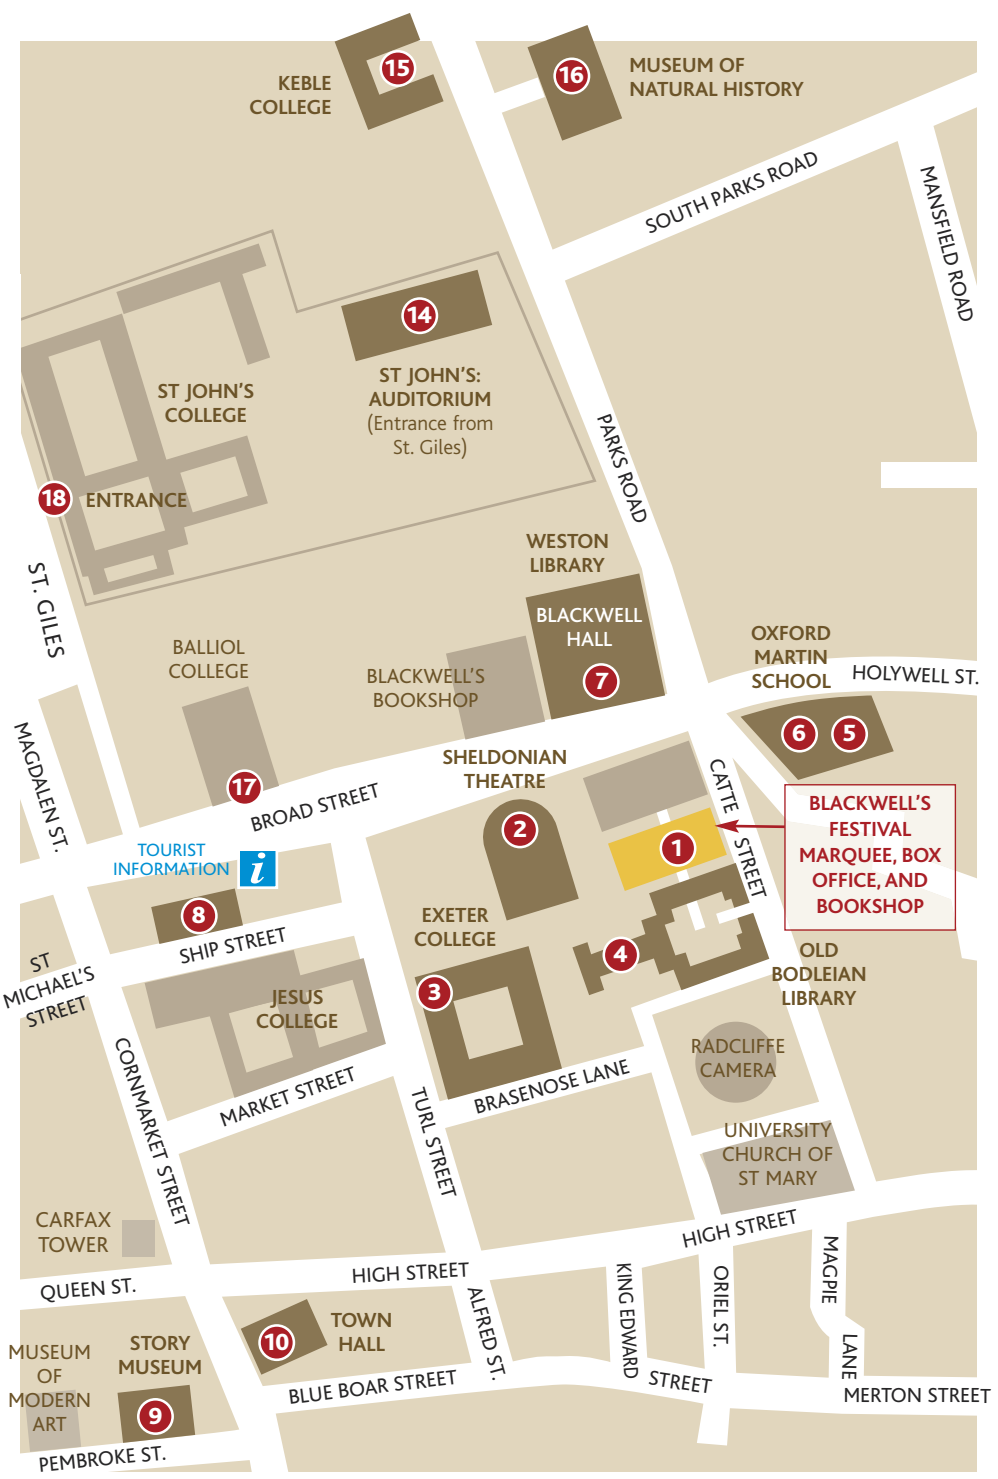 15
KEBLE
COLLEGE
16
MUSEUM OF
NATURAL HISTORY
SOUTH PARKS ROAD
MANSFIELD ROAD
14
ST JOHN'S:
AUDITORIUM
(Entrance from
St. Giles)
ST JOHN'S
COLLEGE
PARKS ROAD
18
ENTRANCE
ST. GILES
WESTON
LIBRARY
BLACKWELL
HALL
7
BALLIOL
COLLEGE
BLACKWELL'S
BOOKSHOP
OXFORD
MARTIN
SCHOOL
HOLYWELL ST.
6
5
MAGDALEN ST.
17
BROAD STREET
SHELDONIAN
THEATRE
2
CATTE STREET
1
BLACKWELL'S
FESTIVAL
MARQUEE, BOX
OFFICE, AND
BOOKSHOP
TOURIST
INFORMATION
i
8
SHIP STREET
EXETER
COLLEGE
3
4
OLD
BODLEIAN
LIBRARY
ST
MICHAEL'S
STREET
JESUS
COLLEGE
RADCLIFFE
CAMERA
CORNMARKET STREET
MARKET STREET
TURL STREET
BRASENOSE LANE
UNIVERSITY
CHURCH OF
ST MARY
CARFAX
TOWER
HIGH STREET
QUEEN ST.
HIGH STREET
KING EDWARD
STREET
ORIEL ST.
MAGPIE
LANE
ALFRED ST.
10
TOWN
HALL
MUSEUM
OF
MODERN
ART
STORY
MUSEUM
9
BLUE BOAR STREET
MERTON STREET
PEMBROKE ST.